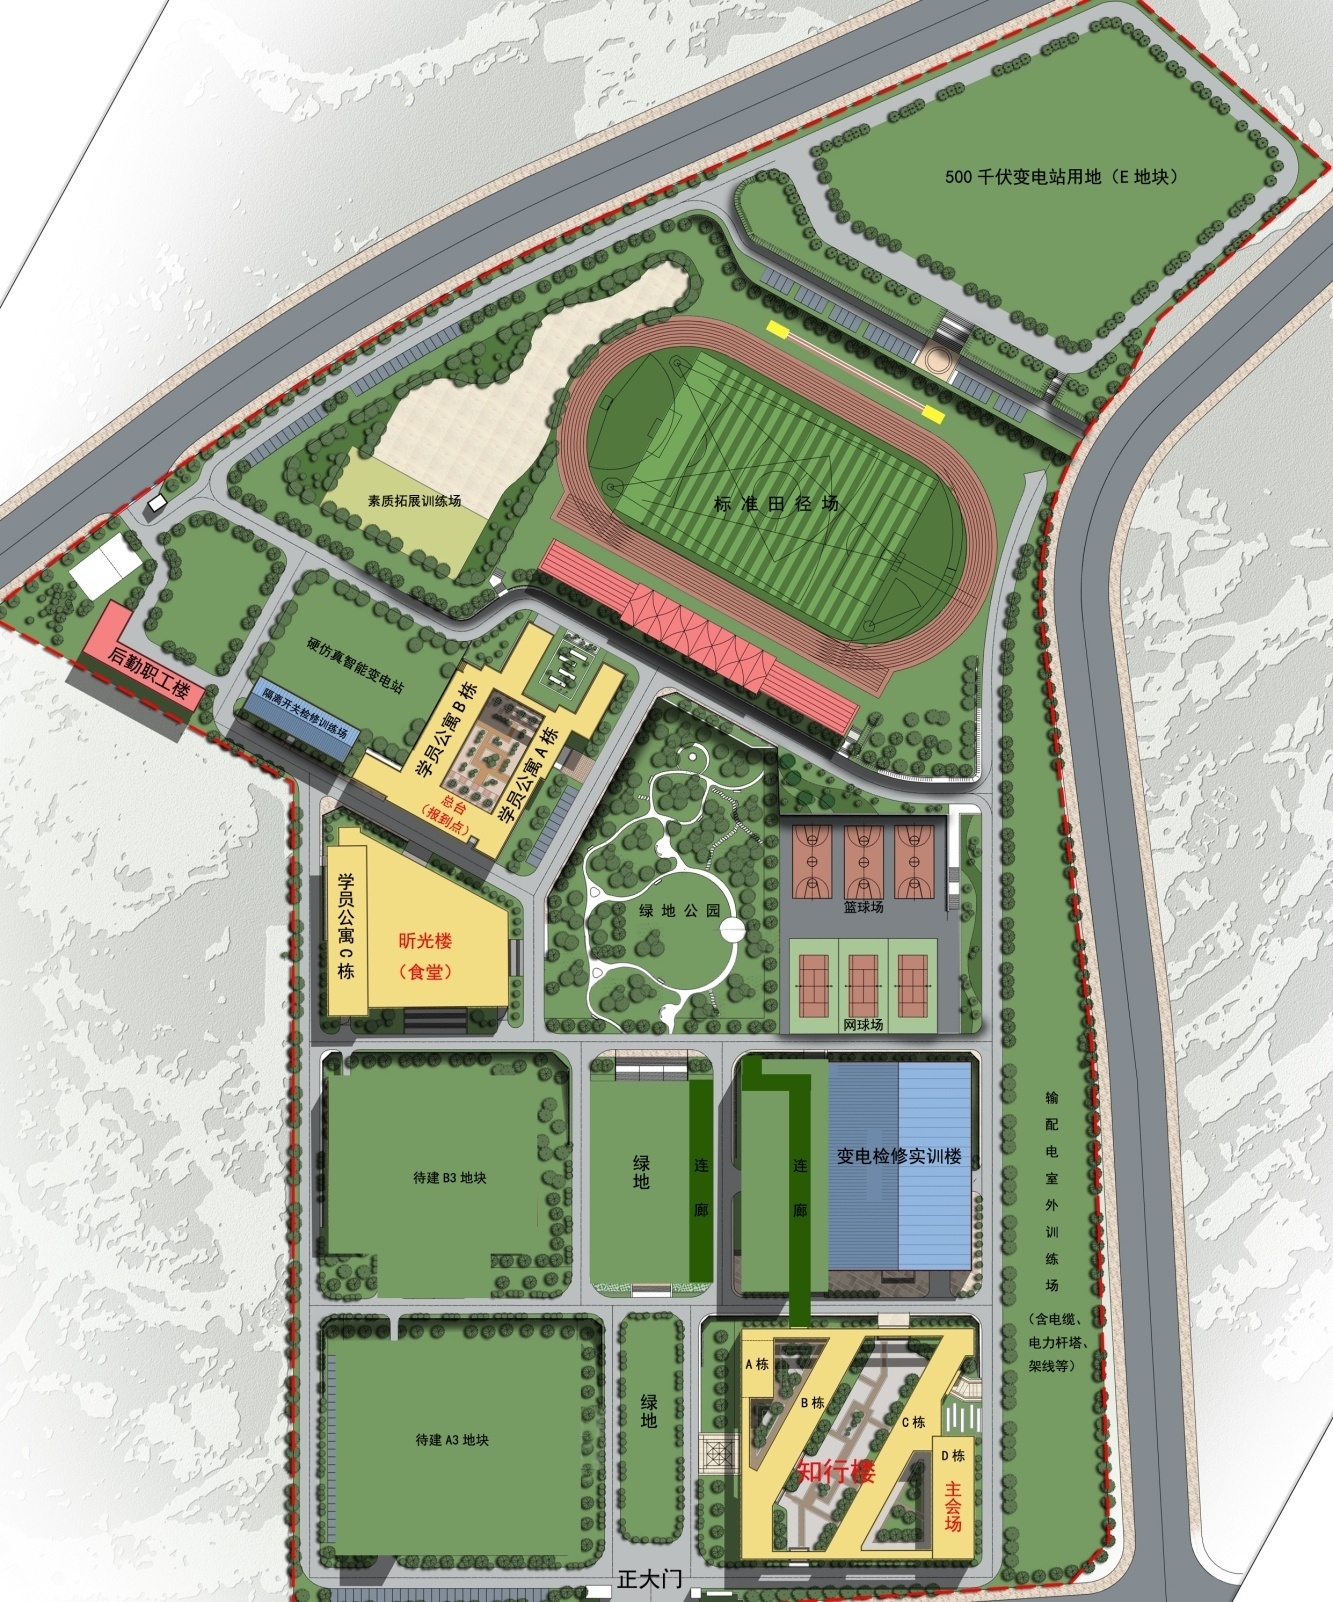 500 千伏变电站用地（E 地块）
素质拓展训练场
标准田径场
后勤职工楼
硬仿真智能变电站
隔离开关检修训练场
学员公寓 B 栋
学员公寓 A 栋
总台
（报到点）
学员公寓 C 栋
昕光楼
（食堂）
绿地公园
篮球场
网球场
待建 B3 地块
绿地
连廊
连廊
变电检修实训楼
输配电室外训练场
（含电缆、
电力杆塔、
架线等）
待建 A3 地块
绿地
A 栋
B 栋
C 栋
D 栋
知行楼
主会场
正大门